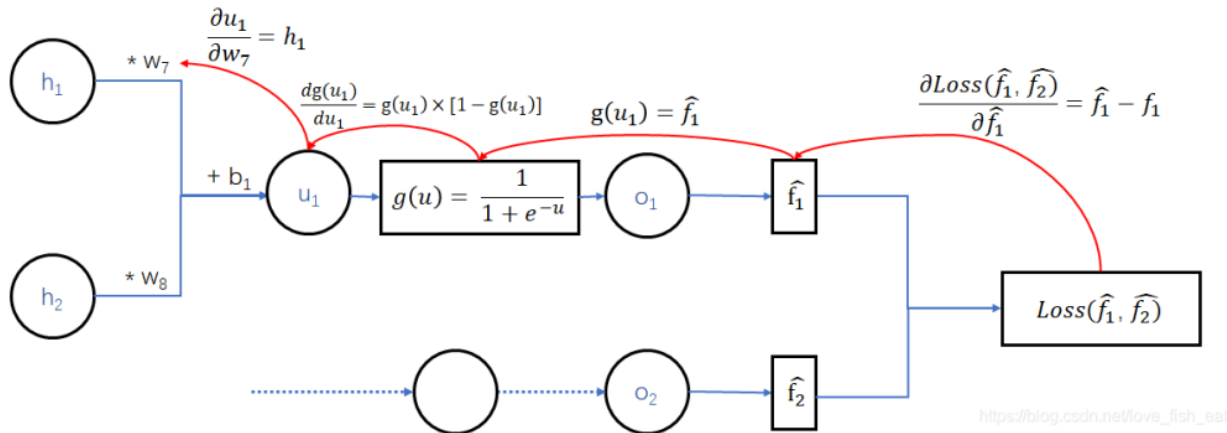 ∂u₁/∂w₇ = h₁
h₁
* w₇
dg(u₁)/du₁ = g(u₁) × [1 − g(u₁)]
g(u₁) = f̂₁
∂Loss(f̂₁, f̂₂)/∂f̂₁ = f̂₁ − f₁
+ b₁
u₁
g(u) = 1/(1 + e⁻ᵘ)
o₁
f̂₁
h₂
* w₈
Loss(f̂₁, f̂₂)
o₂
f̂₂
https://blog.csdn.net/love_fish_eat